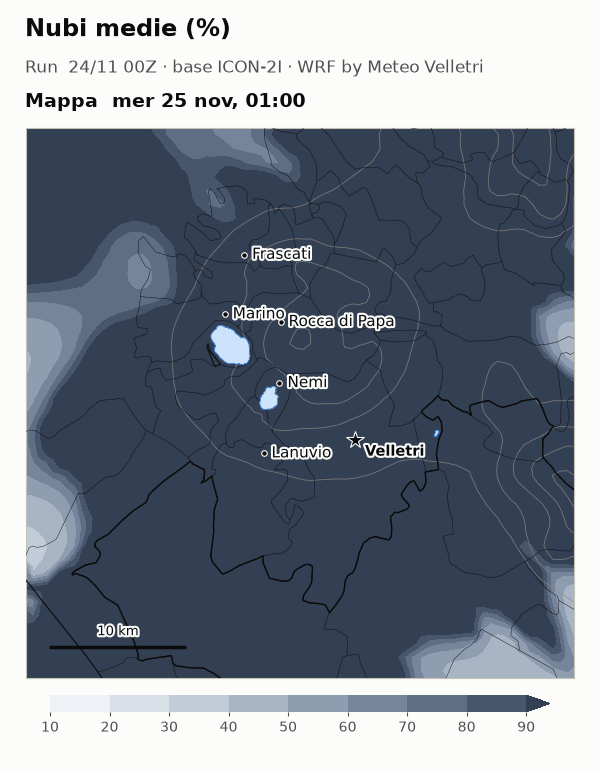 Nubi medie (%)
Run  24/11 00Z · base ICON-2I · WRF by Meteo Velletri
Mappa  mer 25 nov, 01:00
Frascati
Marino
Rocca di Papa
Nemi
Lanuvio
Velletri
10 km
10 20 30 40 50 60 70 80 90